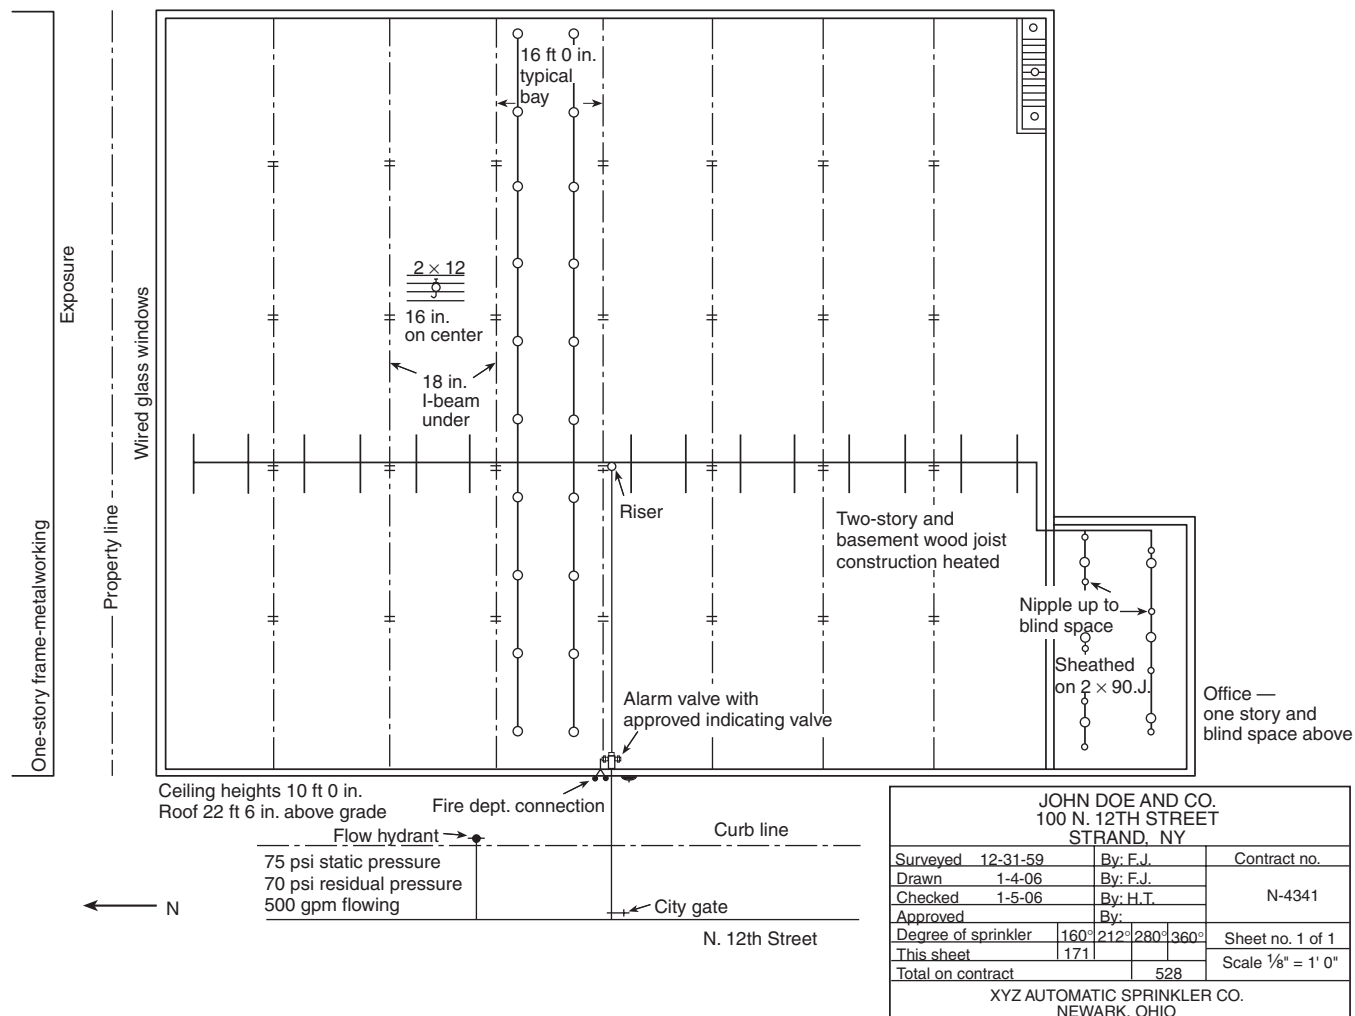 16 ft 0 in.
typical
bay
Exposure
Wired glass windows
2 × 12
16 in.
on center
18 in.
I-beam
under
Property line
One-story frame-metalworking
Riser
Two-story and
basement wood joist
construction heated
Nipple up to
blind space
Sheathed
on 2 × 90.J.
Office —
one story and
blind space above
Alarm valve with
approved indicating valve
Ceiling heights 10 ft 0 in.
Roof 22 ft 6 in. above grade
Fire dept. connection
Flow hydrant
Curb line
75 psi static pressure
70 psi residual pressure
500 gpm flowing
N
City gate
N. 12th Street
JOHN DOE AND CO.
100 N. 12TH STREET
STRAND, NY
Surveyed 12-31-59 By: F.J. Contract no.
Drawn 1-4-06 By: F.J.
Checked 1-5-06 By: H.T. N-4341
Approved By:
Degree of sprinkler 160° 212° 280° 360° Sheet no. 1 of 1
This sheet 171
Scale ⅛" = 1' 0"
Total on contract 528
XYZ AUTOMATIC SPRINKLER CO.
NEWARK, OHIO